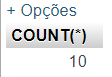 + Opções
COUNT(*)
10